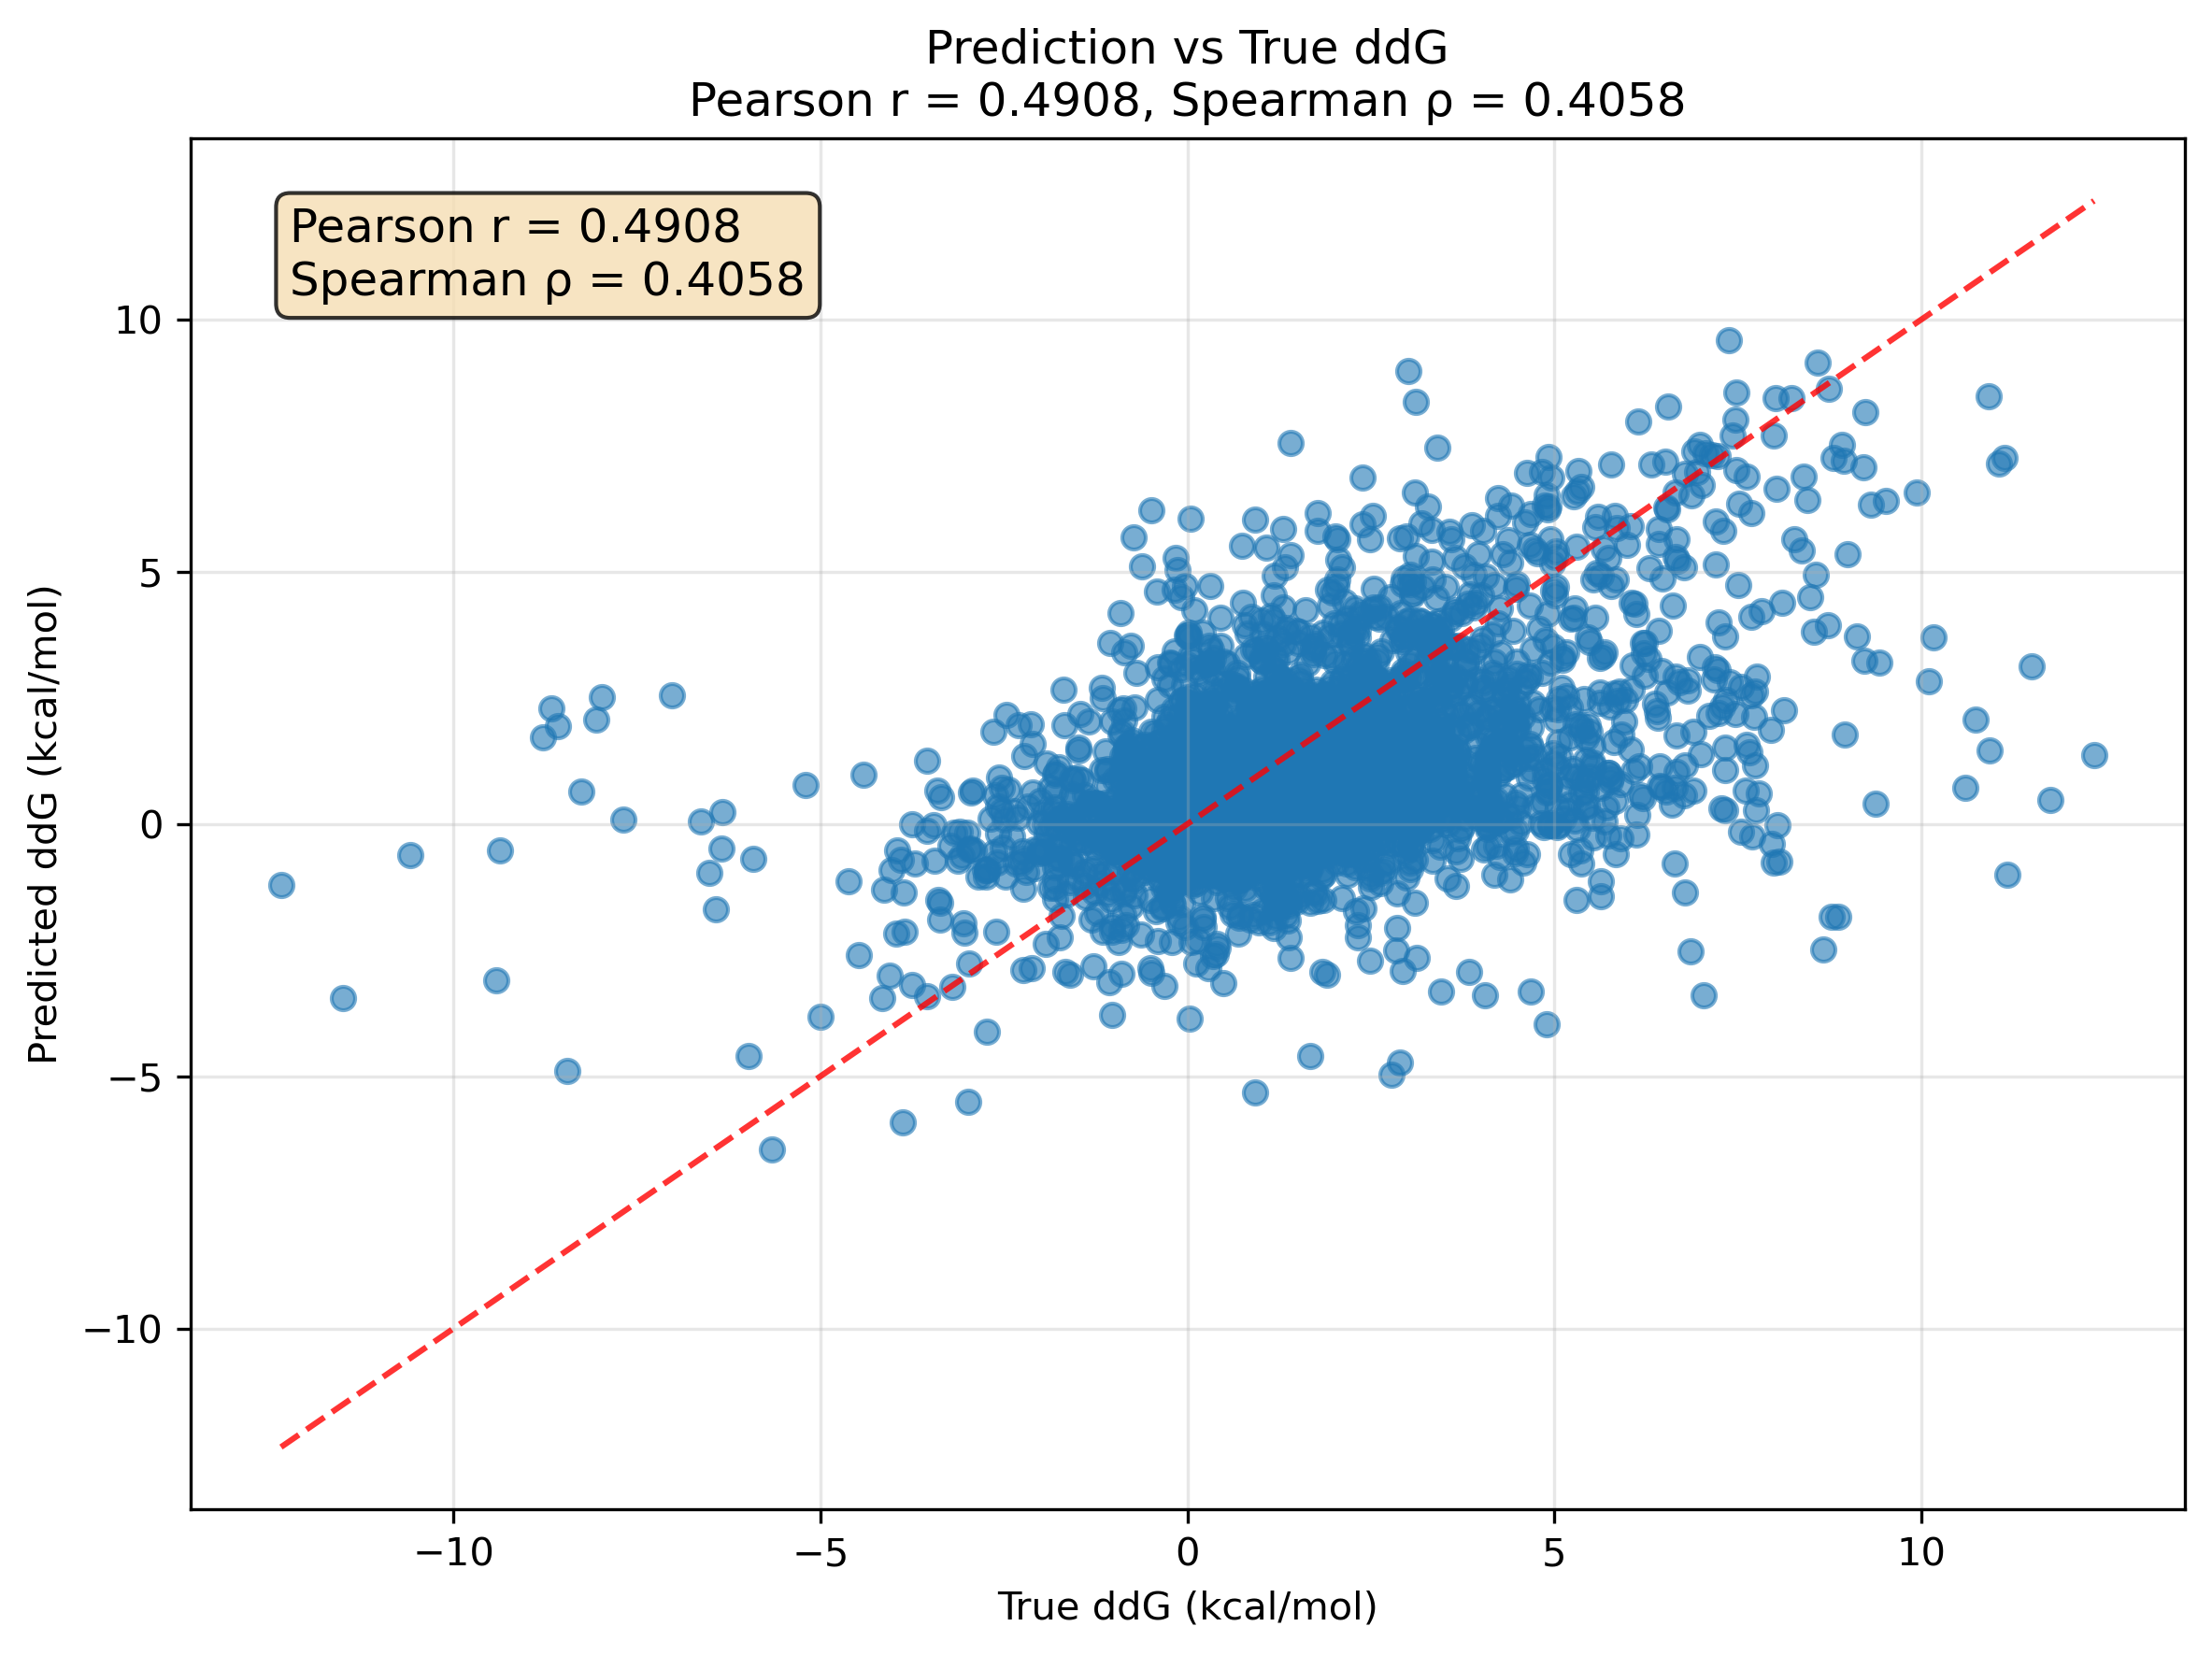 Prediction vs True ddG
Pearson r = 0.4908, Spearman ρ = 0.4058
Pearson r = 0.4908
Spearman ρ = 0.4058
10
5
0
−5
−10
Predicted ddG (kcal/mol)
−10
−5
0
5
10
True ddG (kcal/mol)